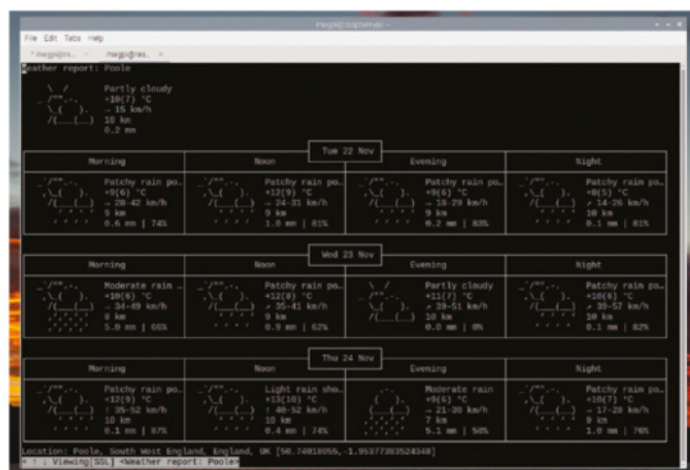 magpi@raspberrypi: ~
File Edit Tabs Help
magpi@ras... × magpi@ras... ×
Weather report: Poole
Partly cloudy
+10(7) °C
→ 15 km/h
10 km
0.2 mm
Tue 22 Nov
Morning Noon Evening Night
Patchy rain po… Patchy rain po… Patchy rain po… Patchy rain po…
+9(6) °C +12(9) °C +9(6) °C +8(5) °C
→ 28-42 km/h → 24-31 km/h → 18-29 km/h ↗ 14-26 km/h
9 km 9 km 9 km 10 km
0.6 mm | 74% 1.0 mm | 81% 0.2 mm | 83% 0.1 mm | 81%
Wed 23 Nov
Morning Noon Evening Night
Moderate rain … Patchy rain po… Partly cloudy Patchy rain po…
+10(6) °C +12(8) °C +11(7) °C +10(6) °C
→ 34-49 km/h ↗ 35-41 km/h ↗ 39-51 km/h ↗ 39-57 km/h
8 km 9 km 10 km 10 km
5.0 mm | 66% 0.9 mm | 62% 0.0 mm | 0% 0.1 mm | 82%
Thu 24 Nov
Morning Noon Evening Night
Patchy rain po… Light rain sho… Moderate rain Patchy rain po…
+12(9) °C +13(10) °C +9(6) °C +10(7) °C
↑ 35-52 km/h ↑ 40-52 km/h → 21-30 km/h → 17-28 km/h
10 km 10 km 7 km 9 km
0.1 mm | 87% 0.4 mm | 74% 5.1 mm | 58% 1.0 mm | 76%
Location: Poole, South West England, England, UK [50.74018055,-1.95377383524348]
< ↑ ↓ Viewing[SSL] <Weather report: Poole>